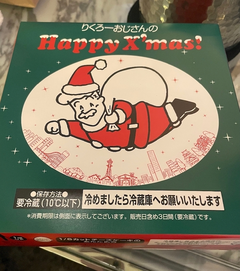 りくろーおじさんの
Happy X'mas!
●保存方法●
要冷蔵(10℃以下)
冷めましたら冷蔵庫へお願いいたします
*消費期限は側面に表示してございます。販売日含め3日間(要冷蔵)です。